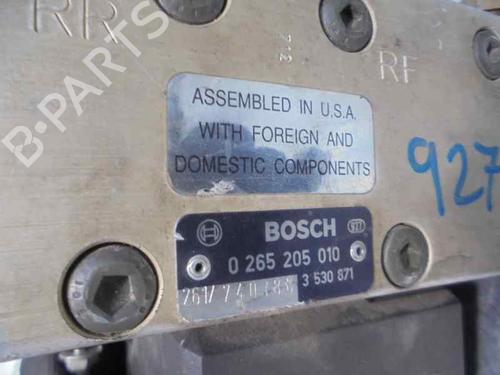 RR
712
RF
B-PARTS
ASSEMBLED IN U.S.A.
WITH FOREIGN AND
DOMESTIC COMPONENTS
927
BOSCH
0 265 205 010
3 530 871